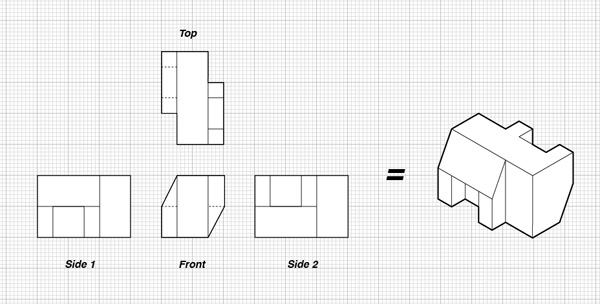 Top
=
Side 1
Front
Side 2